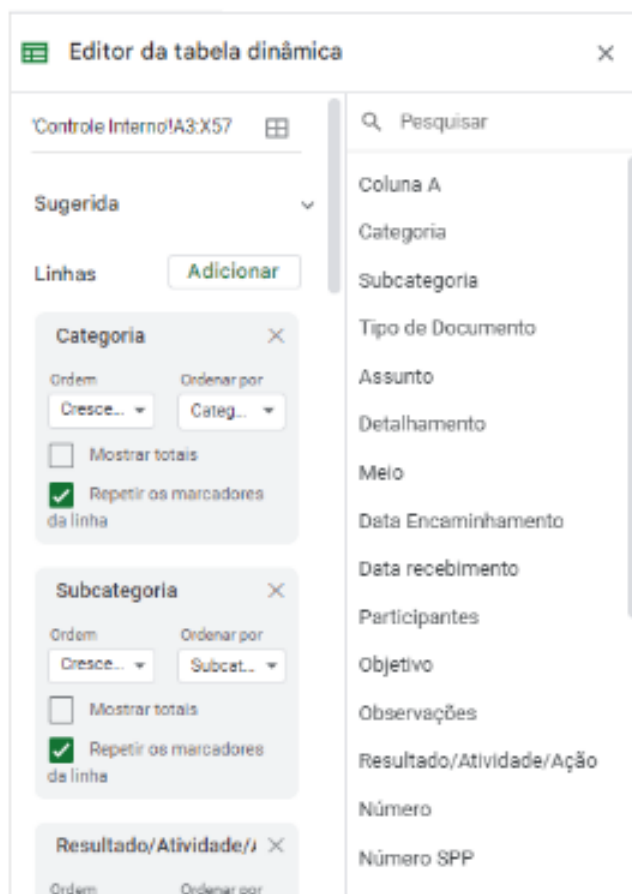 Editor da tabela dinâmica
'Controle Interno'!A3:X57
Sugerida
Linhas
Adicionar
Categoria
Ordem
Ordenar por
Cresce...
Categ...
Mostrar totais
Repetir os marcadores
da linha
Subcategoria
Ordem
Ordenar por
Cresce...
Subcat...
Mostrar totais
Repetir os marcadores
da linha
Resultado/Atividade/
Ordem
Ordenar por
Pesquisar
Coluna A
Categoria
Subcategoria
Tipo de Documento
Assunto
Detalhamento
Meio
Data Encaminhamento
Data recebimento
Participantes
Objetivo
Observações
Resultado/Atividade/Ação
Número
Número SPP